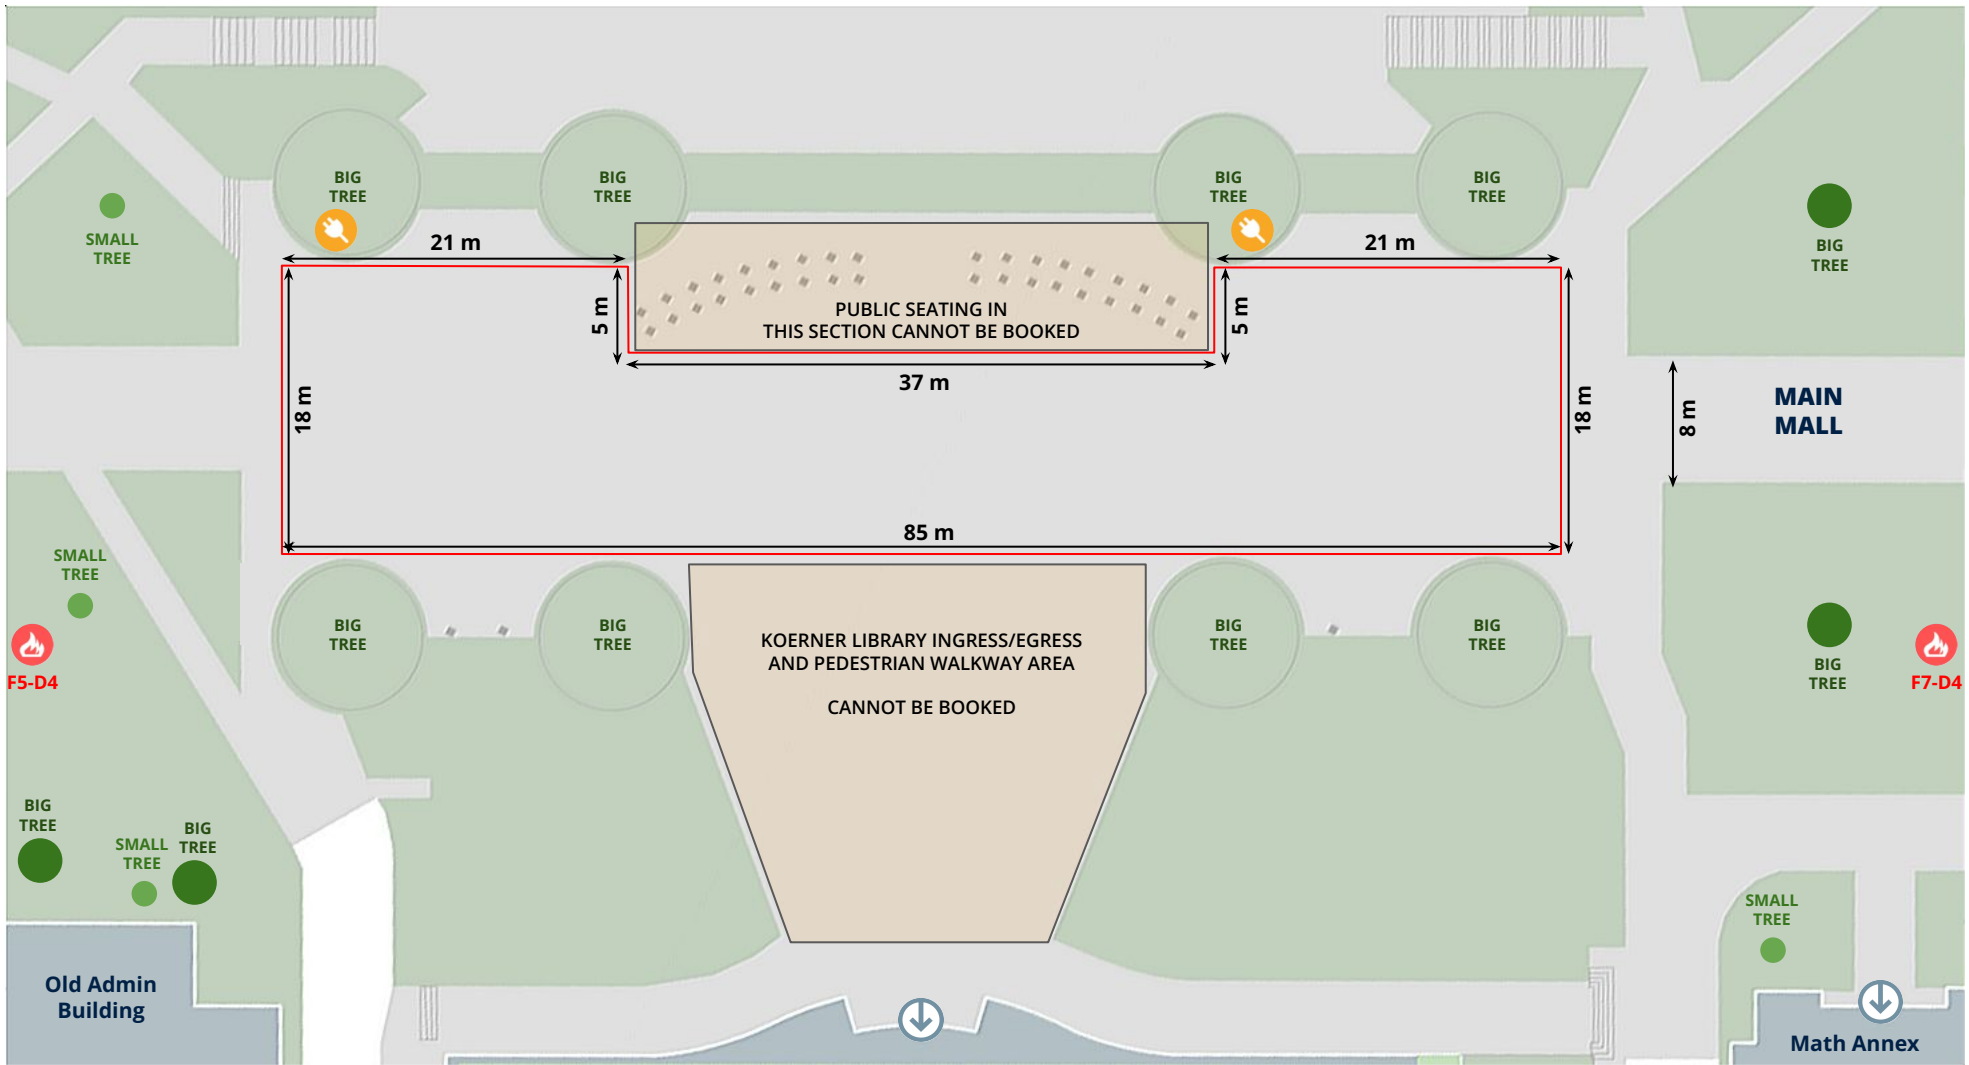 BIG
TREE
BIG
TREE
BIG
TREE
BIG
TREE
SMALL
TREE
BIG
TREE
21 m
21 m
5 m
5 m
PUBLIC SEATING IN
THIS SECTION CANNOT BE BOOKED
37 m
18 m
18 m
8 m
MAIN
MALL
85 m
SMALL
TREE
BIG
TREE
BIG
TREE
KOERNER LIBRARY INGRESS/EGRESS
AND PEDESTRIAN WALKWAY AREA
CANNOT BE BOOKED
BIG
TREE
BIG
TREE
BIG
TREE
F5-D4
F7-D4
BIG
TREE
SMALL
TREE
BIG
TREE
SMALL
TREE
Old Admin
Building
Math Annex